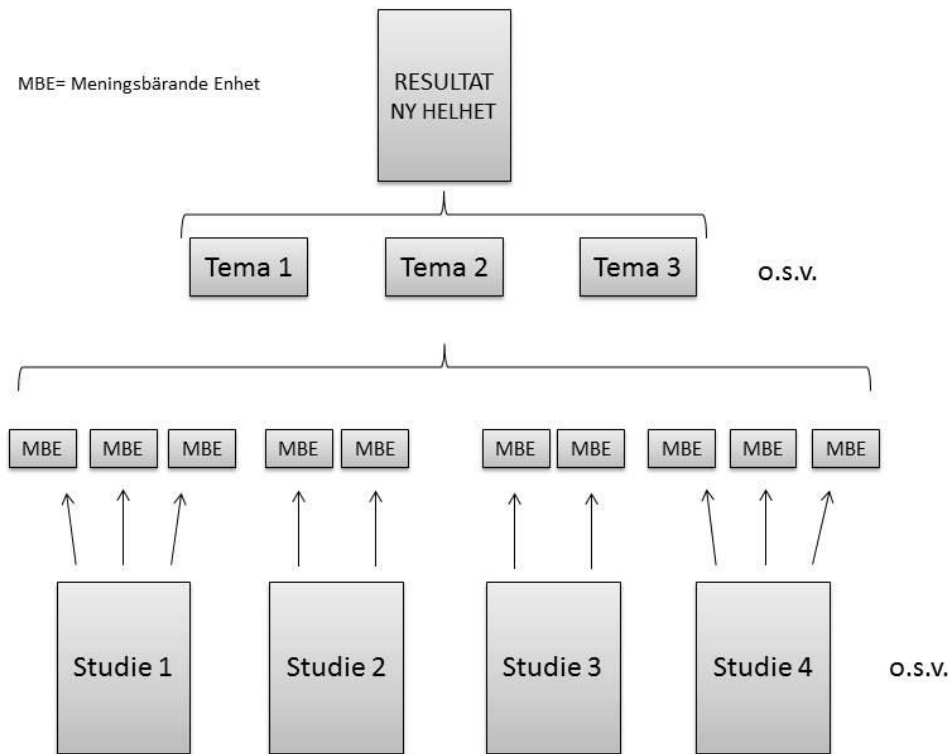 RESULTAT
NY HELHET
MBE= Meningsbärande Enhet
Tema 1
Tema 2
Tema 3
o.s.v.
MBE
MBE
MBE
MBE
MBE
MBE
MBE
MBE
MBE
MBE
Studie 1
Studie 2
Studie 3
Studie 4
o.s.v.